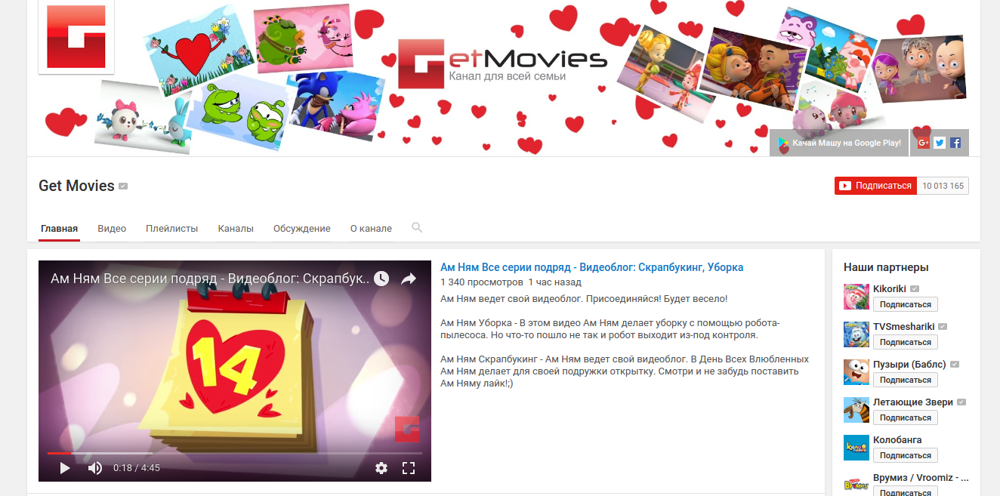 etMovies
Канал для всей семьи
Качай Машу на Google Play!
Get Movies
Подписаться 10 013 165
Главная Видео Плейлисты Каналы Обсуждение О канале
Ам Ням Все серии подряд - Видеоблог: Скрапбук..
14
0:18 / 4:45
Ам Ням Все серии подряд - Видеоблог: Скрапбукинг, Уборка
1 340 просмотров 1 час назад
Ам Ням ведет свой видеоблог. Присоединяйся! Будет весело!
Ам Ням Уборка - В этом видео Ам Ням делает уборку с помощью робота-
пылесоса. Но что-то пошло не так и робот выходит из-под контроля.
Ам Ням Скрапбукинг - Ам Ням ведет свой видеоблог. В День Всех Влюбленных
Ам Ням делает для своей подружки открытку. Смотри и не забудь поставить
Ам Няму лайк!;)
Наши партнеры
Kikoriki
Подписаться
TVSmeshariki
Подписаться
Пузыри (Баблс)
Подписаться
Летающие Звери
Подписаться
Колобанга
Подписаться
Врумиз / Vroomiz - ...
Подписаться